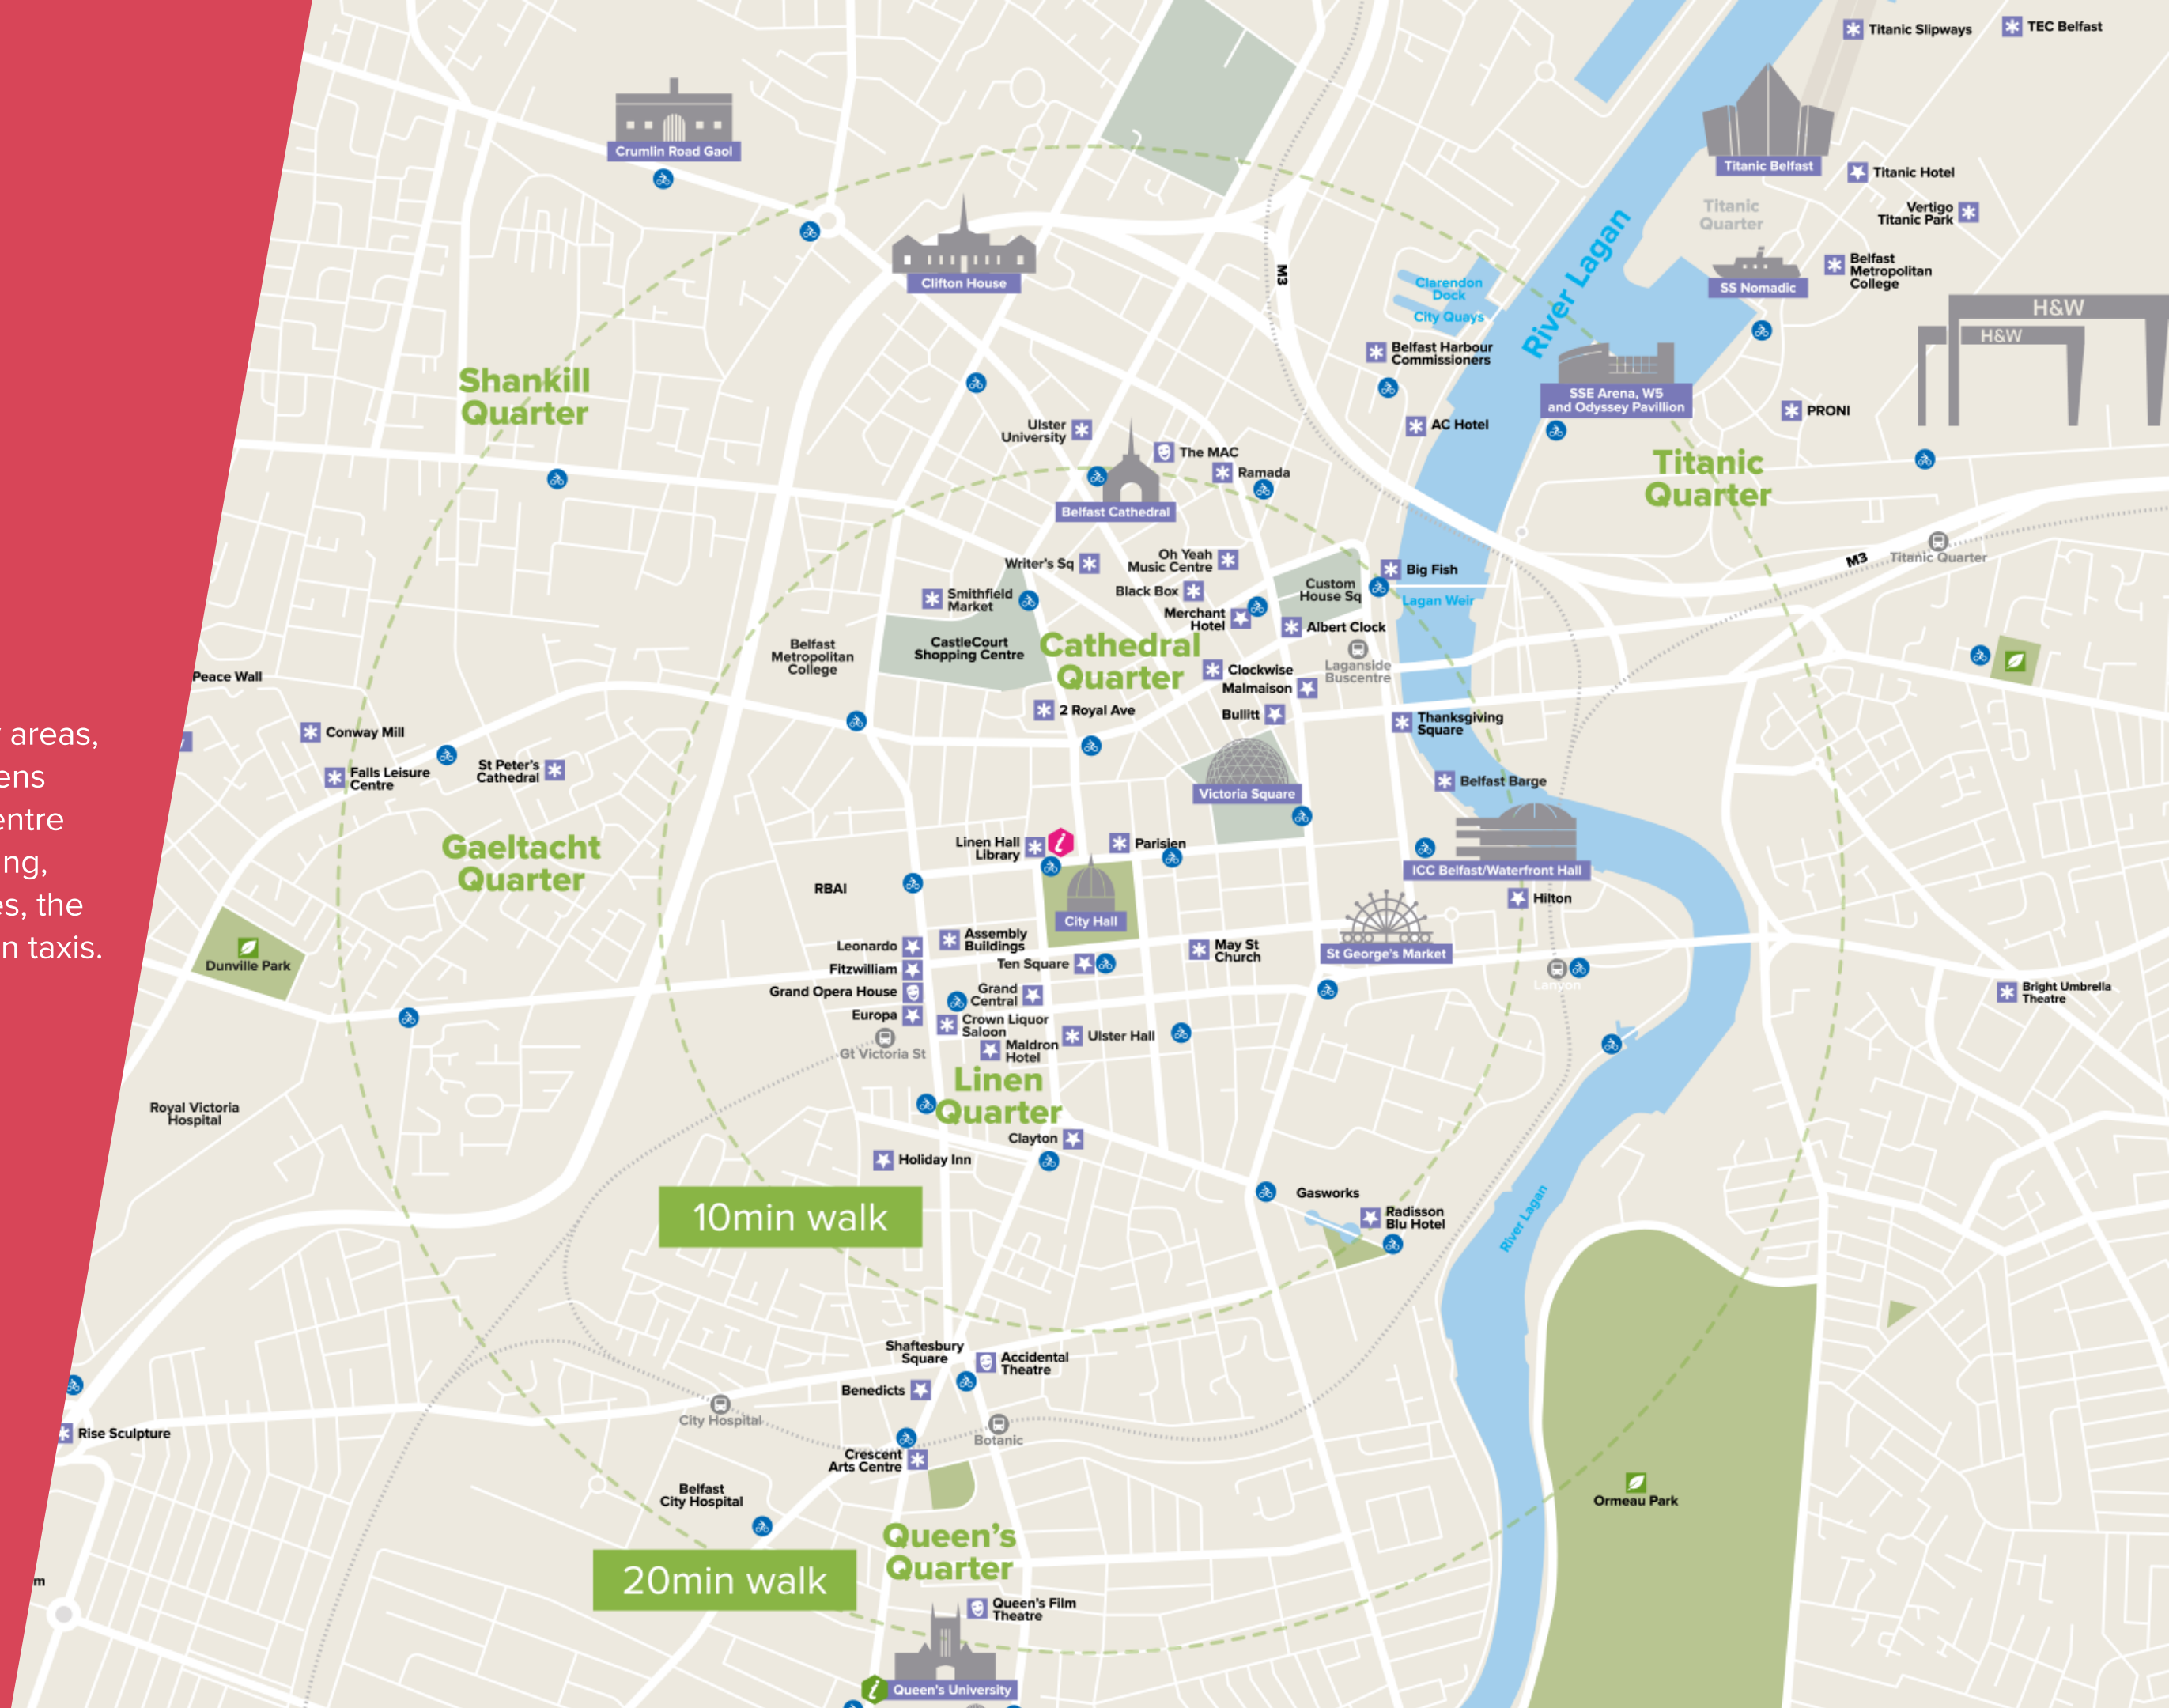 Titanic Slipways
TEC Belfast
Crumlin Road Gaol
Titanic Belfast
Titanic Hotel
Titanic
Quarter
Vertigo
Titanic Park
M3
Clifton House
River Lagan
Clarendon
Dock
City Quays
SS Nomadic
Belfast
Metropolitan
College
H&W
H&W
Belfast Harbour
Commissioners
Shankill
Quarter
SSE Arena, W5
and Odyssey Pavillion
PRONI
AC Hotel
Ulster
University
The MAC
Ramada
Titanic
Quarter
Belfast Cathedral
M3
Titanic Quarter
Writer's Sq
Oh Yeah
Music Centre
Big Fish
Smithfield
Market
Black Box
Custom
House Sq
Lagan Weir
Merchant
Hotel
Albert Clock
Belfast
Metropolitan
College
CastleCourt
Shopping Centre
Cathedral
Quarter
Laganside
Buscentre
Clockwise
Malmaison
Peace Wall
2 Royal Ave
Bullitt
Thanksgiving
Square
areas,
ens
entre
ng,
es, the
n taxis.
Conway Mill
Falls Leisure
Centre
St Peter's
Cathedral
Victoria Square
Belfast Barge
Gaeltacht
Quarter
Linen Hall
Library
i
Parisien
ICC Belfast/Waterfront Hall
RBAI
City Hall
Hilton
Leonardo
Assembly
Buildings
May St
Church
St George's Market
Dunville Park
Fitzwilliam
Ten Square
Lanyon
Grand Opera House
Grand
Central
Bright Umbrella
Theatre
Europa
Crown Liquor
Saloon
Ulster Hall
Gt Victoria St
Maldron
Hotel
Linen
Quarter
Royal Victoria
Hospital
Clayton
Holiday Inn
10min walk
Gasworks
Radisson
Blu Hotel
River Lagan
Shaftesbury
Square
Accidental
Theatre
Benedicts
City Hospital
Botanic
Rise Sculpture
Crescent
Arts Centre
Belfast
City Hospital
Ormeau Park
Queen's
Quarter
20min walk
m
Queen's Film
Theatre
i
Queen's University